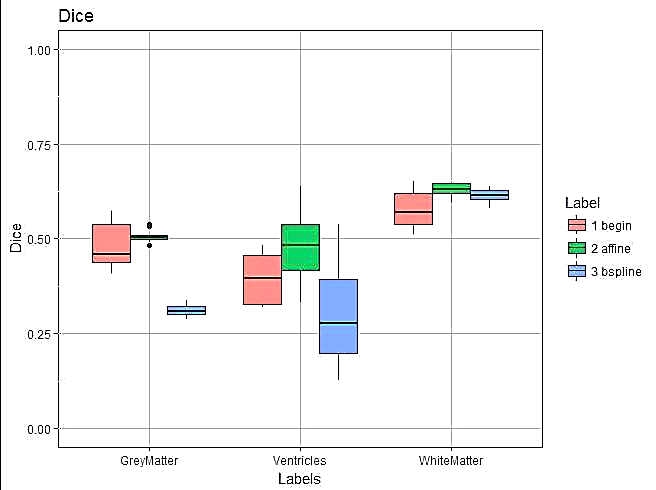 Dice
1.00
0.75
0.50
0.25
0.00
Dice
GreyMatter
Ventricles
WhiteMatter
Labels
Label
1 begin
2 affine
3 bspline